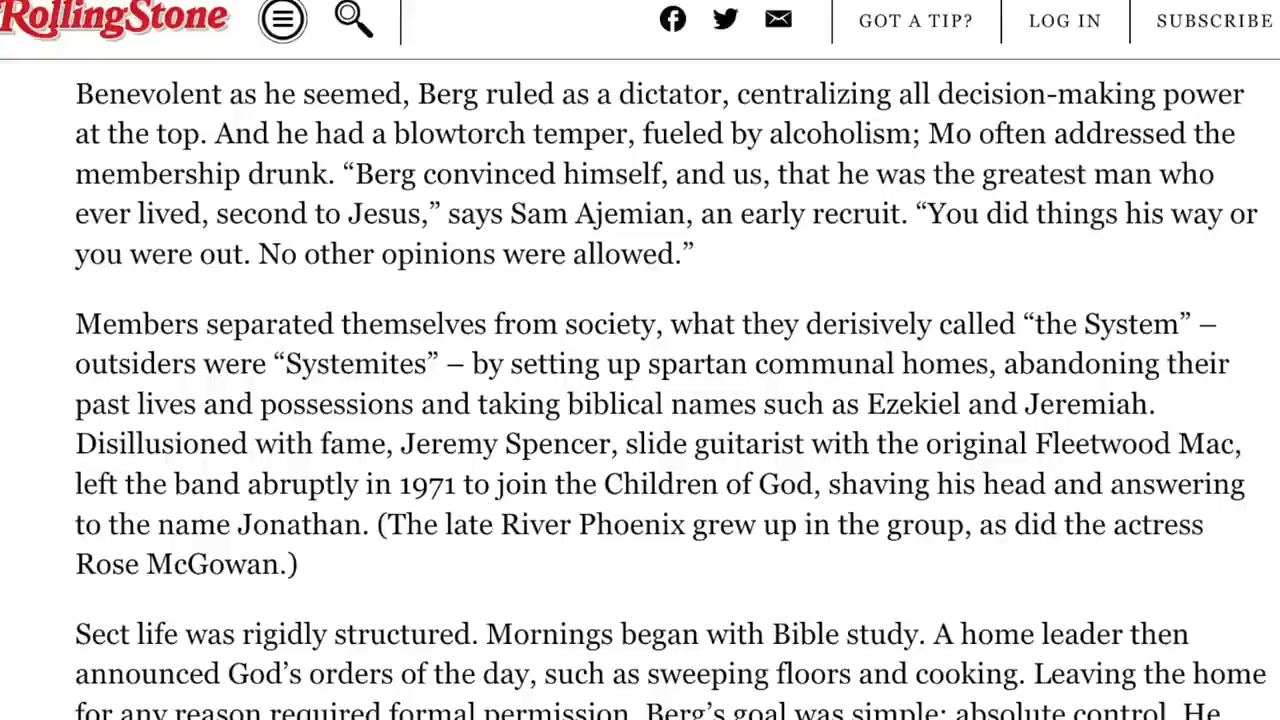 RollingStone
GOT A TIP?
LOG IN
SUBSCRIBE
Benevolent as he seemed, Berg ruled as a dictator, centralizing all decision-making power
at the top. And he had a blowtorch temper, fueled by alcoholism; Mo often addressed the
membership drunk. “Berg convinced himself, and us, that he was the greatest man who
ever lived, second to Jesus,” says Sam Ajemian, an early recruit. “You did things his way or
you were out. No other opinions were allowed.”
Members separated themselves from society, what they derisively called “the System” –
outsiders were “Systemites” – by setting up spartan communal homes, abandoning their
past lives and possessions and taking biblical names such as Ezekiel and Jeremiah.
Disillusioned with fame, Jeremy Spencer, slide guitarist with the original Fleetwood Mac,
left the band abruptly in 1971 to join the Children of God, shaving his head and answering
to the name Jonathan. (The late River Phoenix grew up in the group, as did the actress
Rose McGowan.)
Sect life was rigidly structured. Mornings began with Bible study. A home leader then
announced God’s orders of the day, such as sweeping floors and cooking. Leaving the home
for any reason required formal permission. Berg’s goal was simple: absolute control. He